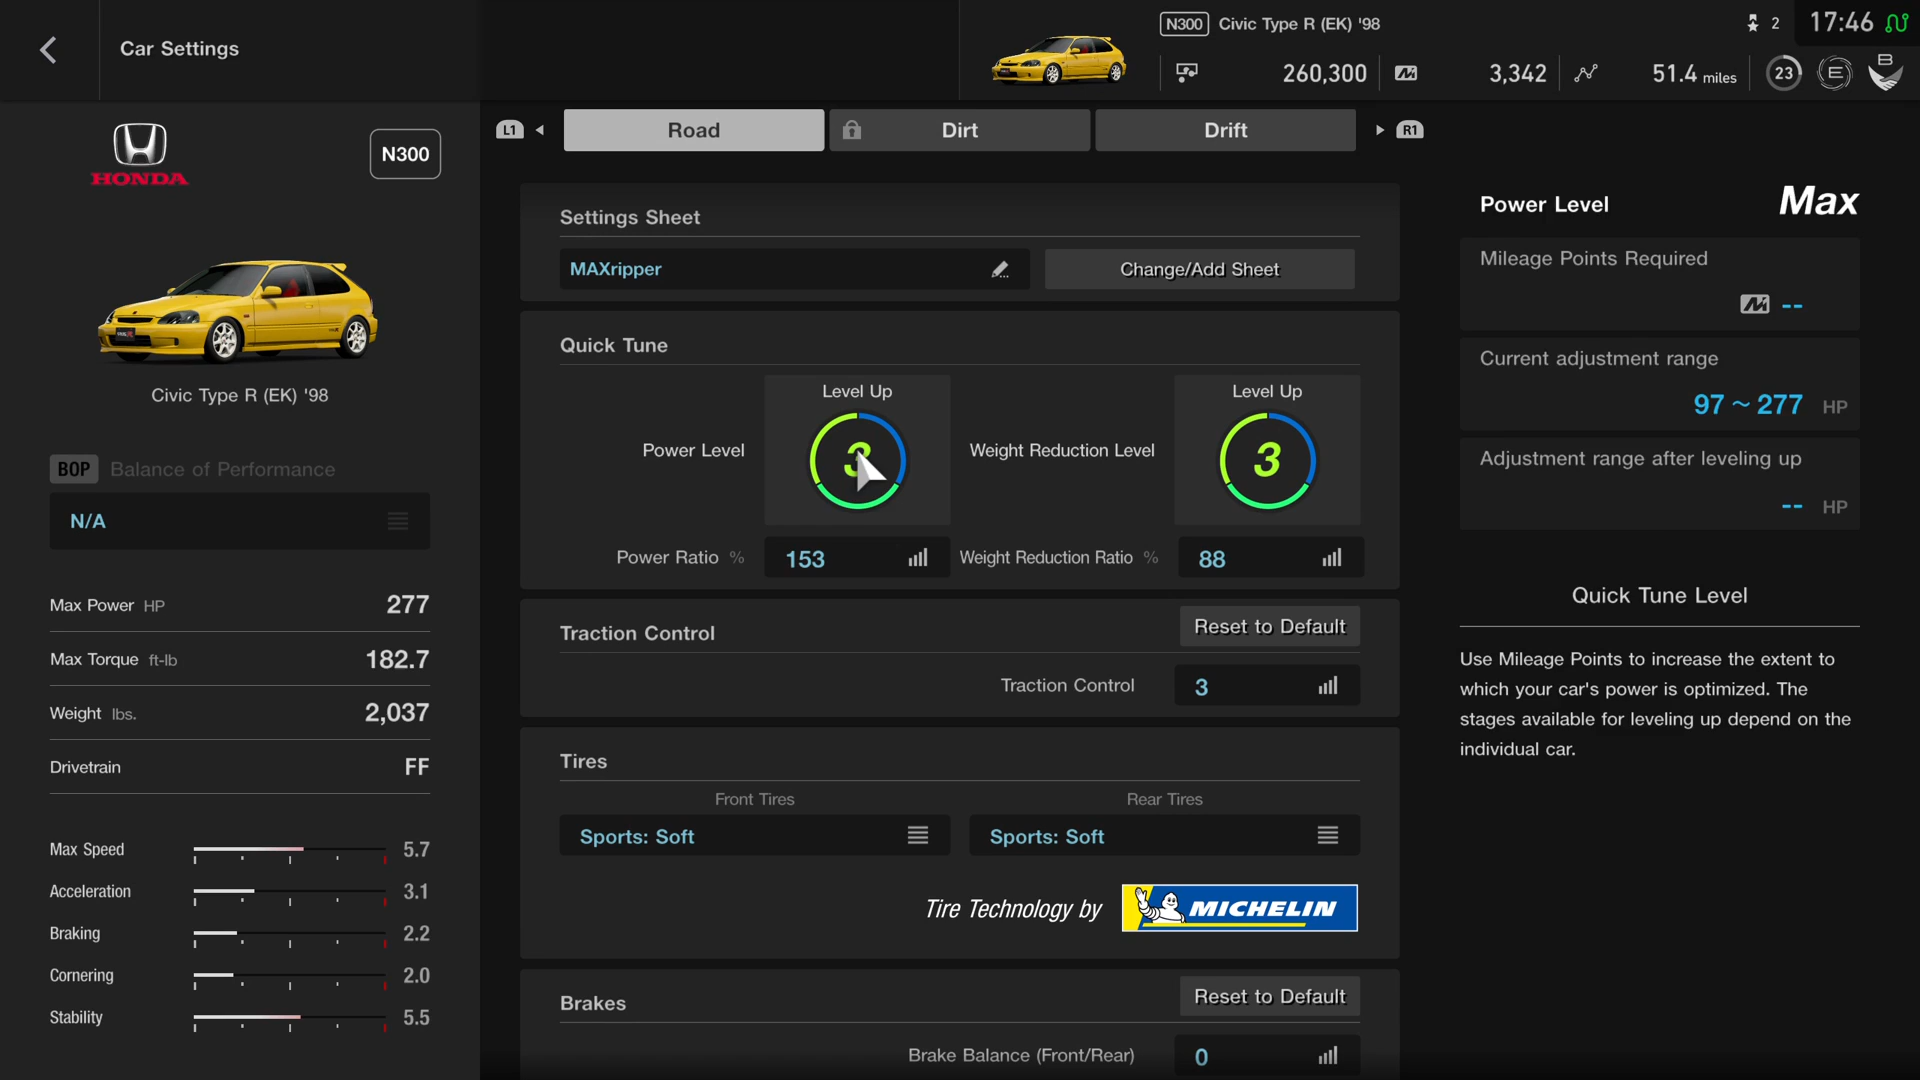 Car Settings
N300 Civic Type R (EK) '98
2
17:46
260,300
3,342
51.4 miles
23
E
B
HONDA
N300
Civic Type R (EK) '98
BOP Balance of Performance
N/A
Max Power HP 277
Max Torque ft-lb 182.7
Weight lbs. 2,037
Drivetrain FF
Max Speed 5.7
Acceleration 3.1
Braking 2.2
Cornering 2.0
Stability 5.5
L1 Road Dirt Drift R1
Settings Sheet
MAXripper Change/Add Sheet
Quick Tune
Level Up Level Up
Power Level 3 Weight Reduction Level 3
Power Ratio % 153 Weight Reduction Ratio % 88
Traction Control Reset to Default
Traction Control 3
Tires
Front Tires Rear Tires
Sports: Soft Sports: Soft
Tire Technology by MICHELIN
Brakes Reset to Default
Brake Balance (Front/Rear) 0
Power Level Max
Mileage Points Required
--
Current adjustment range
97 ~ 277 HP
Adjustment range after leveling up
-- HP
Quick Tune Level
Use Mileage Points to increase the extent to
which your car's power is optimized. The
stages available for leveling up depend on the
individual car.